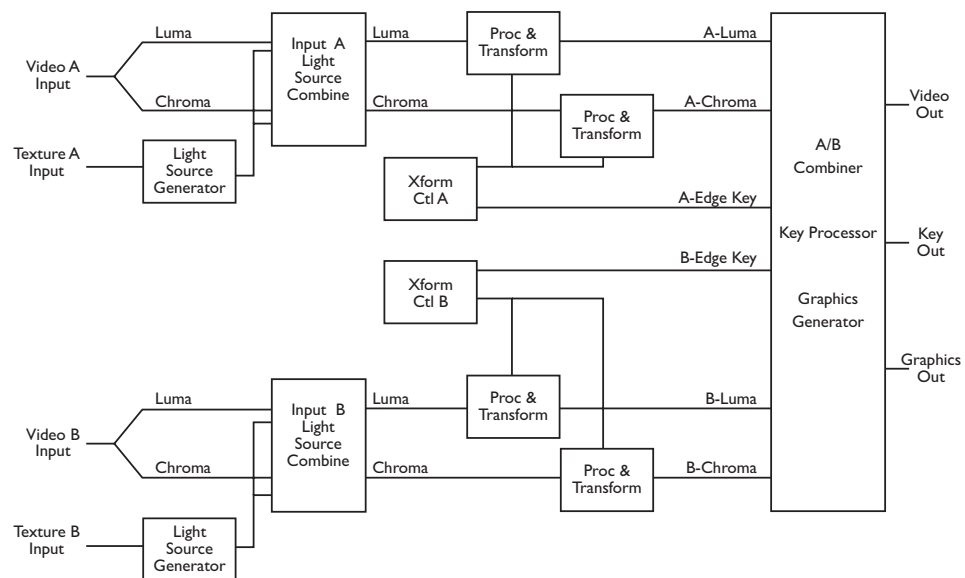 Luma
Video A
Input
Chroma
Texture A
Input
Light
Source
Generator
Input A
Light
Source
Combine
Luma
Chroma
Proc &
Transform
Proc &
Transform
Xform
Ctl A
A-Luma
A-Chroma
A-Edge Key
Xform
Ctl B
B-Edge Key
Luma
Video B
Input
Chroma
Texture B
Input
Light
Source
Generator
Input B
Light
Source
Combine
Luma
Chroma
Proc &
Transform
Proc &
Transform
B-Luma
B-Chroma
A/B
Combiner
Key Processor
Graphics
Generator
Video
Out
Key
Out
Graphics
Out